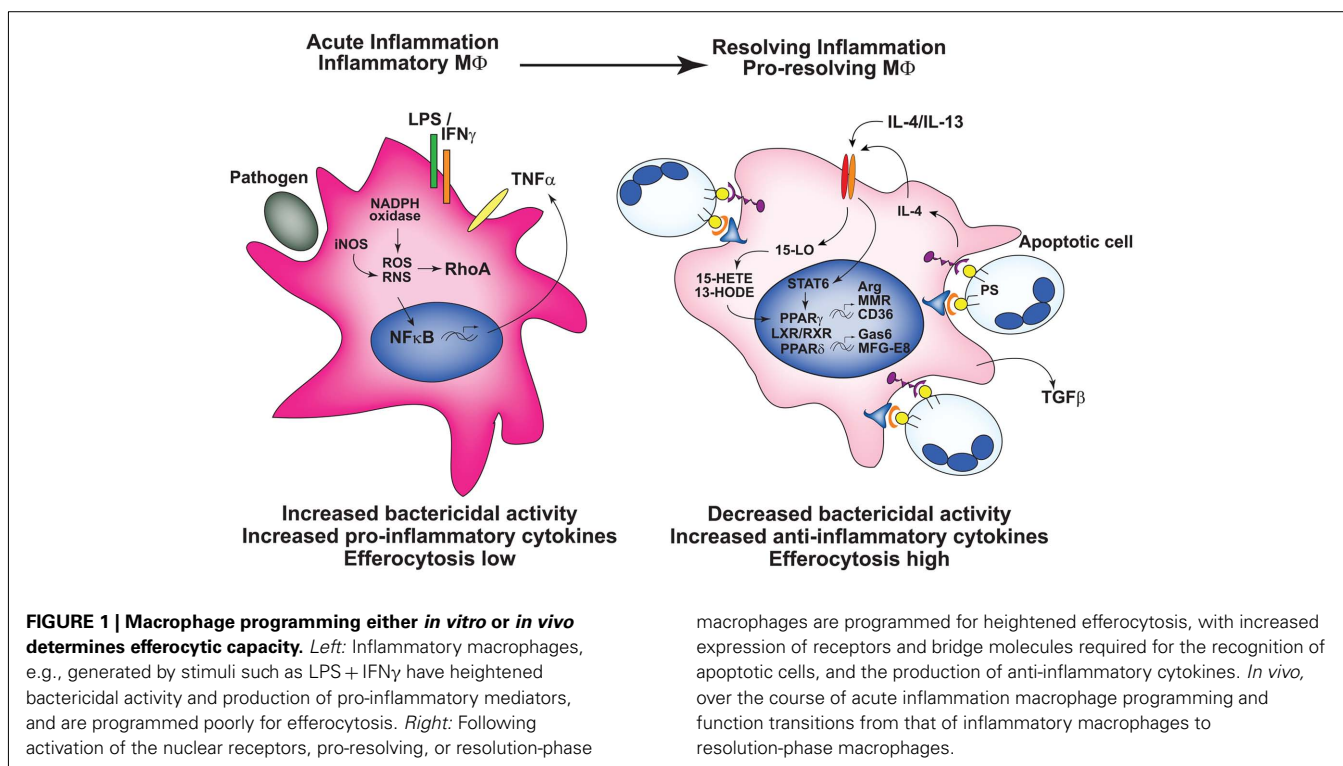 Acute Inflammation
Inflammatory MΦ
Resolving Inflammation
Pro-resolving MΦ
LPS /
IFNγ
Pathogen
TNFα
NADPH
oxidase
iNOS
ROS
RNS
RhoA
NFκB
IL-4/IL-13
IL-4
Apoptotic cell
15-LO
15-HETE
13-HODE
STAT6
PS
Arg
MMR
CD36
PPARγ
LXR/RXR
PPARδ
Gas6
MFG-E8
TGFβ
Increased bactericidal activity
Increased pro-inflammatory cytokines
Efferocytosis low
Decreased bactericidal activity
Increased anti-inflammatory cytokines
Efferocytosis high
FIGURE 1 | Macrophage programming either in vitro or in vivo
determines efferocytic capacity. Left: Inflammatory macrophages,
e.g., generated by stimuli such as LPS + IFNγ have heightened
bactericidal activity and production of pro-inflammatory mediators,
and are programmed poorly for efferocytosis. Right: Following
activation of the nuclear receptors, pro-resolving, or resolution-phase
macrophages are programmed for heightened efferocytosis, with increased
expression of receptors and bridge molecules required for the recognition of
apoptotic cells, and the production of anti-inflammatory cytokines. In vivo,
over the course of acute inflammation macrophage programming and
function transitions from that of inflammatory macrophages to
resolution-phase macrophages.